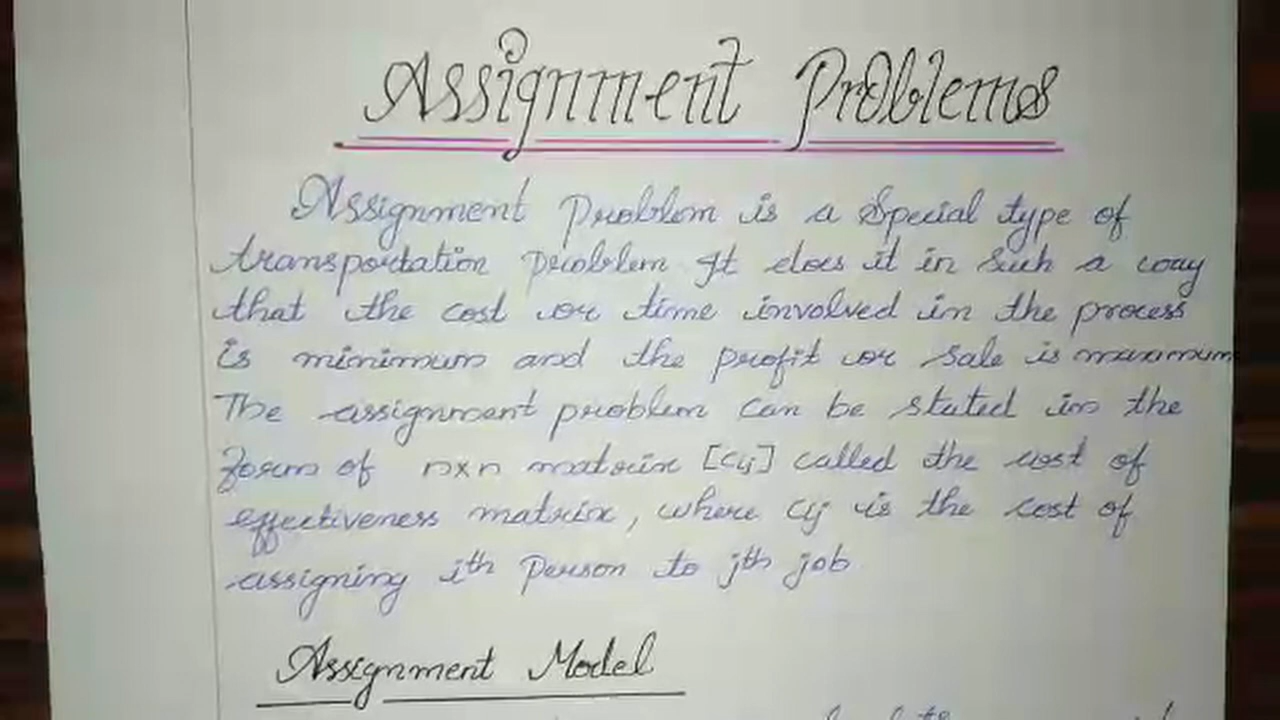 Assignment Problems
Assignment Problem is a Special type of
transportation problem It does it in such a way
that the cost or time involved in the process
is minimum and the profit or sale is maximum
The assignment problem can be stated in the
form of n×n matrix [Cij] called the cost of
effectiveness matrix, where Cij is the cost of
assigning ith Person to jth job
Assignment Model